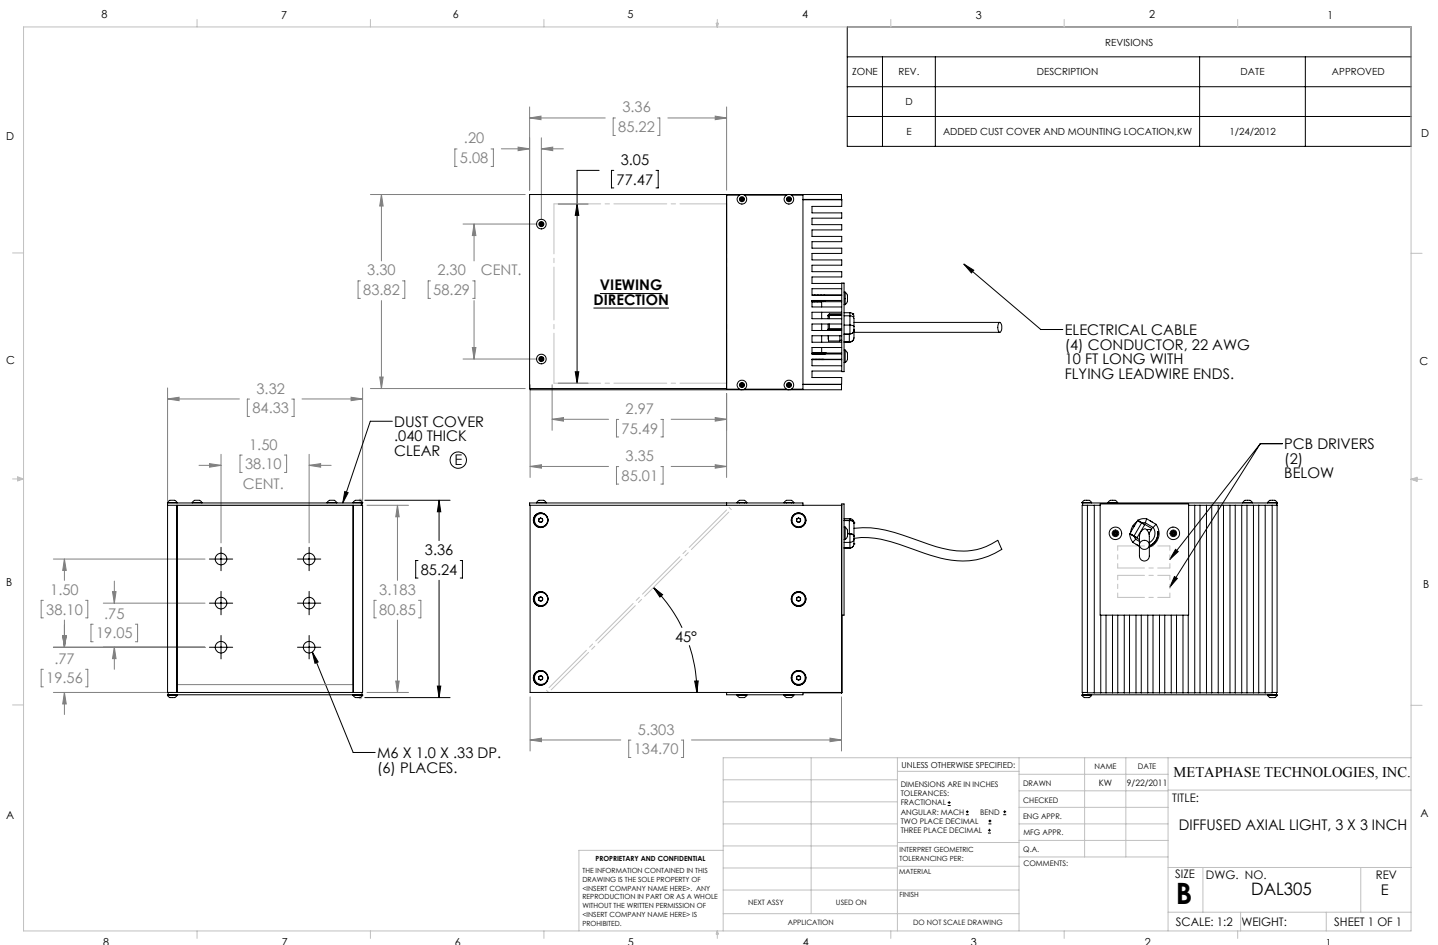 8 7 6 5 4 3 2 1
REVISIONS
ZONE REV. DESCRIPTION DATE APPROVED
D
E ADDED CUST COVER AND MOUNTING LOCATION,KW 1/24/2012
D
D
C
C
B
B
A
A
3.36
[85.22]
.20
[5.08]
3.05
[77.47]
3.30
[83.82]
2.30 CENT.
[58.29]
VIEWING
DIRECTION
ELECTRICAL CABLE
(4) CONDUCTOR, 22 AWG
10 FT LONG WITH
FLYING LEADWIRE ENDS.
2.97
[75.49]
3.35
[85.01]
3.32
[84.33]
1.50
[38.10]
CENT.
DUST COVER
.040 THICK
CLEAR
E
3.36
[85.24]
3.183
[80.85]
1.50
[38.10]
.75
[19.05]
.77
[19.56]
M6 X 1.0 X .33 DP.
(6) PLACES.
45°
5.303
[134.70]
PCB DRIVERS
(2)
BELOW
PROPRIETARY AND CONFIDENTIAL
THE INFORMATION CONTAINED IN THIS
DRAWING IS THE SOLE PROPERTY OF
<INSERT COMPANY NAME HERE>. ANY
REPRODUCTION IN PART OR AS A WHOLE
WITHOUT THE WRITTEN PERMISSION OF
<INSERT COMPANY NAME HERE> IS
PROHIBITED.
NEXT ASSY USED ON
APPLICATION
UNLESS OTHERWISE SPECIFIED:
DIMENSIONS ARE IN INCHES
TOLERANCES:
FRACTIONAL ±
ANGULAR: MACH ± BEND ±
TWO PLACE DECIMAL ±
THREE PLACE DECIMAL ±
INTERPRET GEOMETRIC
TOLERANCING PER:
MATERIAL
FINISH
DO NOT SCALE DRAWING
NAME DATE
DRAWN KW 9/22/2011
CHECKED
ENG APPR.
MFG APPR.
Q.A.
COMMENTS:
METAPHASE TECHNOLOGIES, INC.
TITLE:
DIFFUSED AXIAL LIGHT, 3 X 3 INCH
SIZE DWG. NO. REV
B DAL305 E
SCALE: 1:2 WEIGHT: SHEET 1 OF 1
8 7 6 5 4 3 2 1